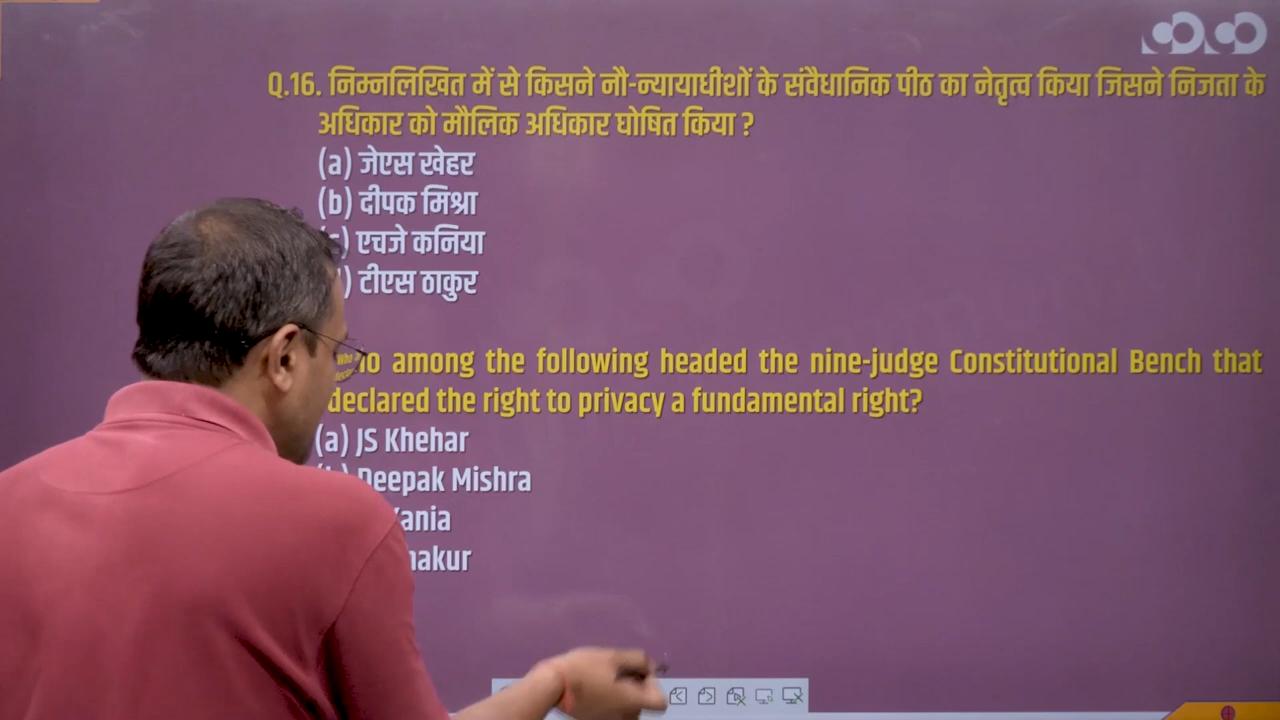 Q.16. निम्नलिखित में से किसने नौ-न्यायाधीशों के संवैधानिक पीठ का नेतृत्व किया जिसने निजता के
अधिकार को मौलिक अधिकार घोषित किया ?
(a) जेएस खेहर
(b) दीपक मिश्रा
) एचजे कनिया
) टीएस ठाकुर
among the following headed the nine-judge Constitutional Bench that
declared the right to privacy a fundamental right?
(a) JS Khehar
Deepak Mishra
Kania
hakur